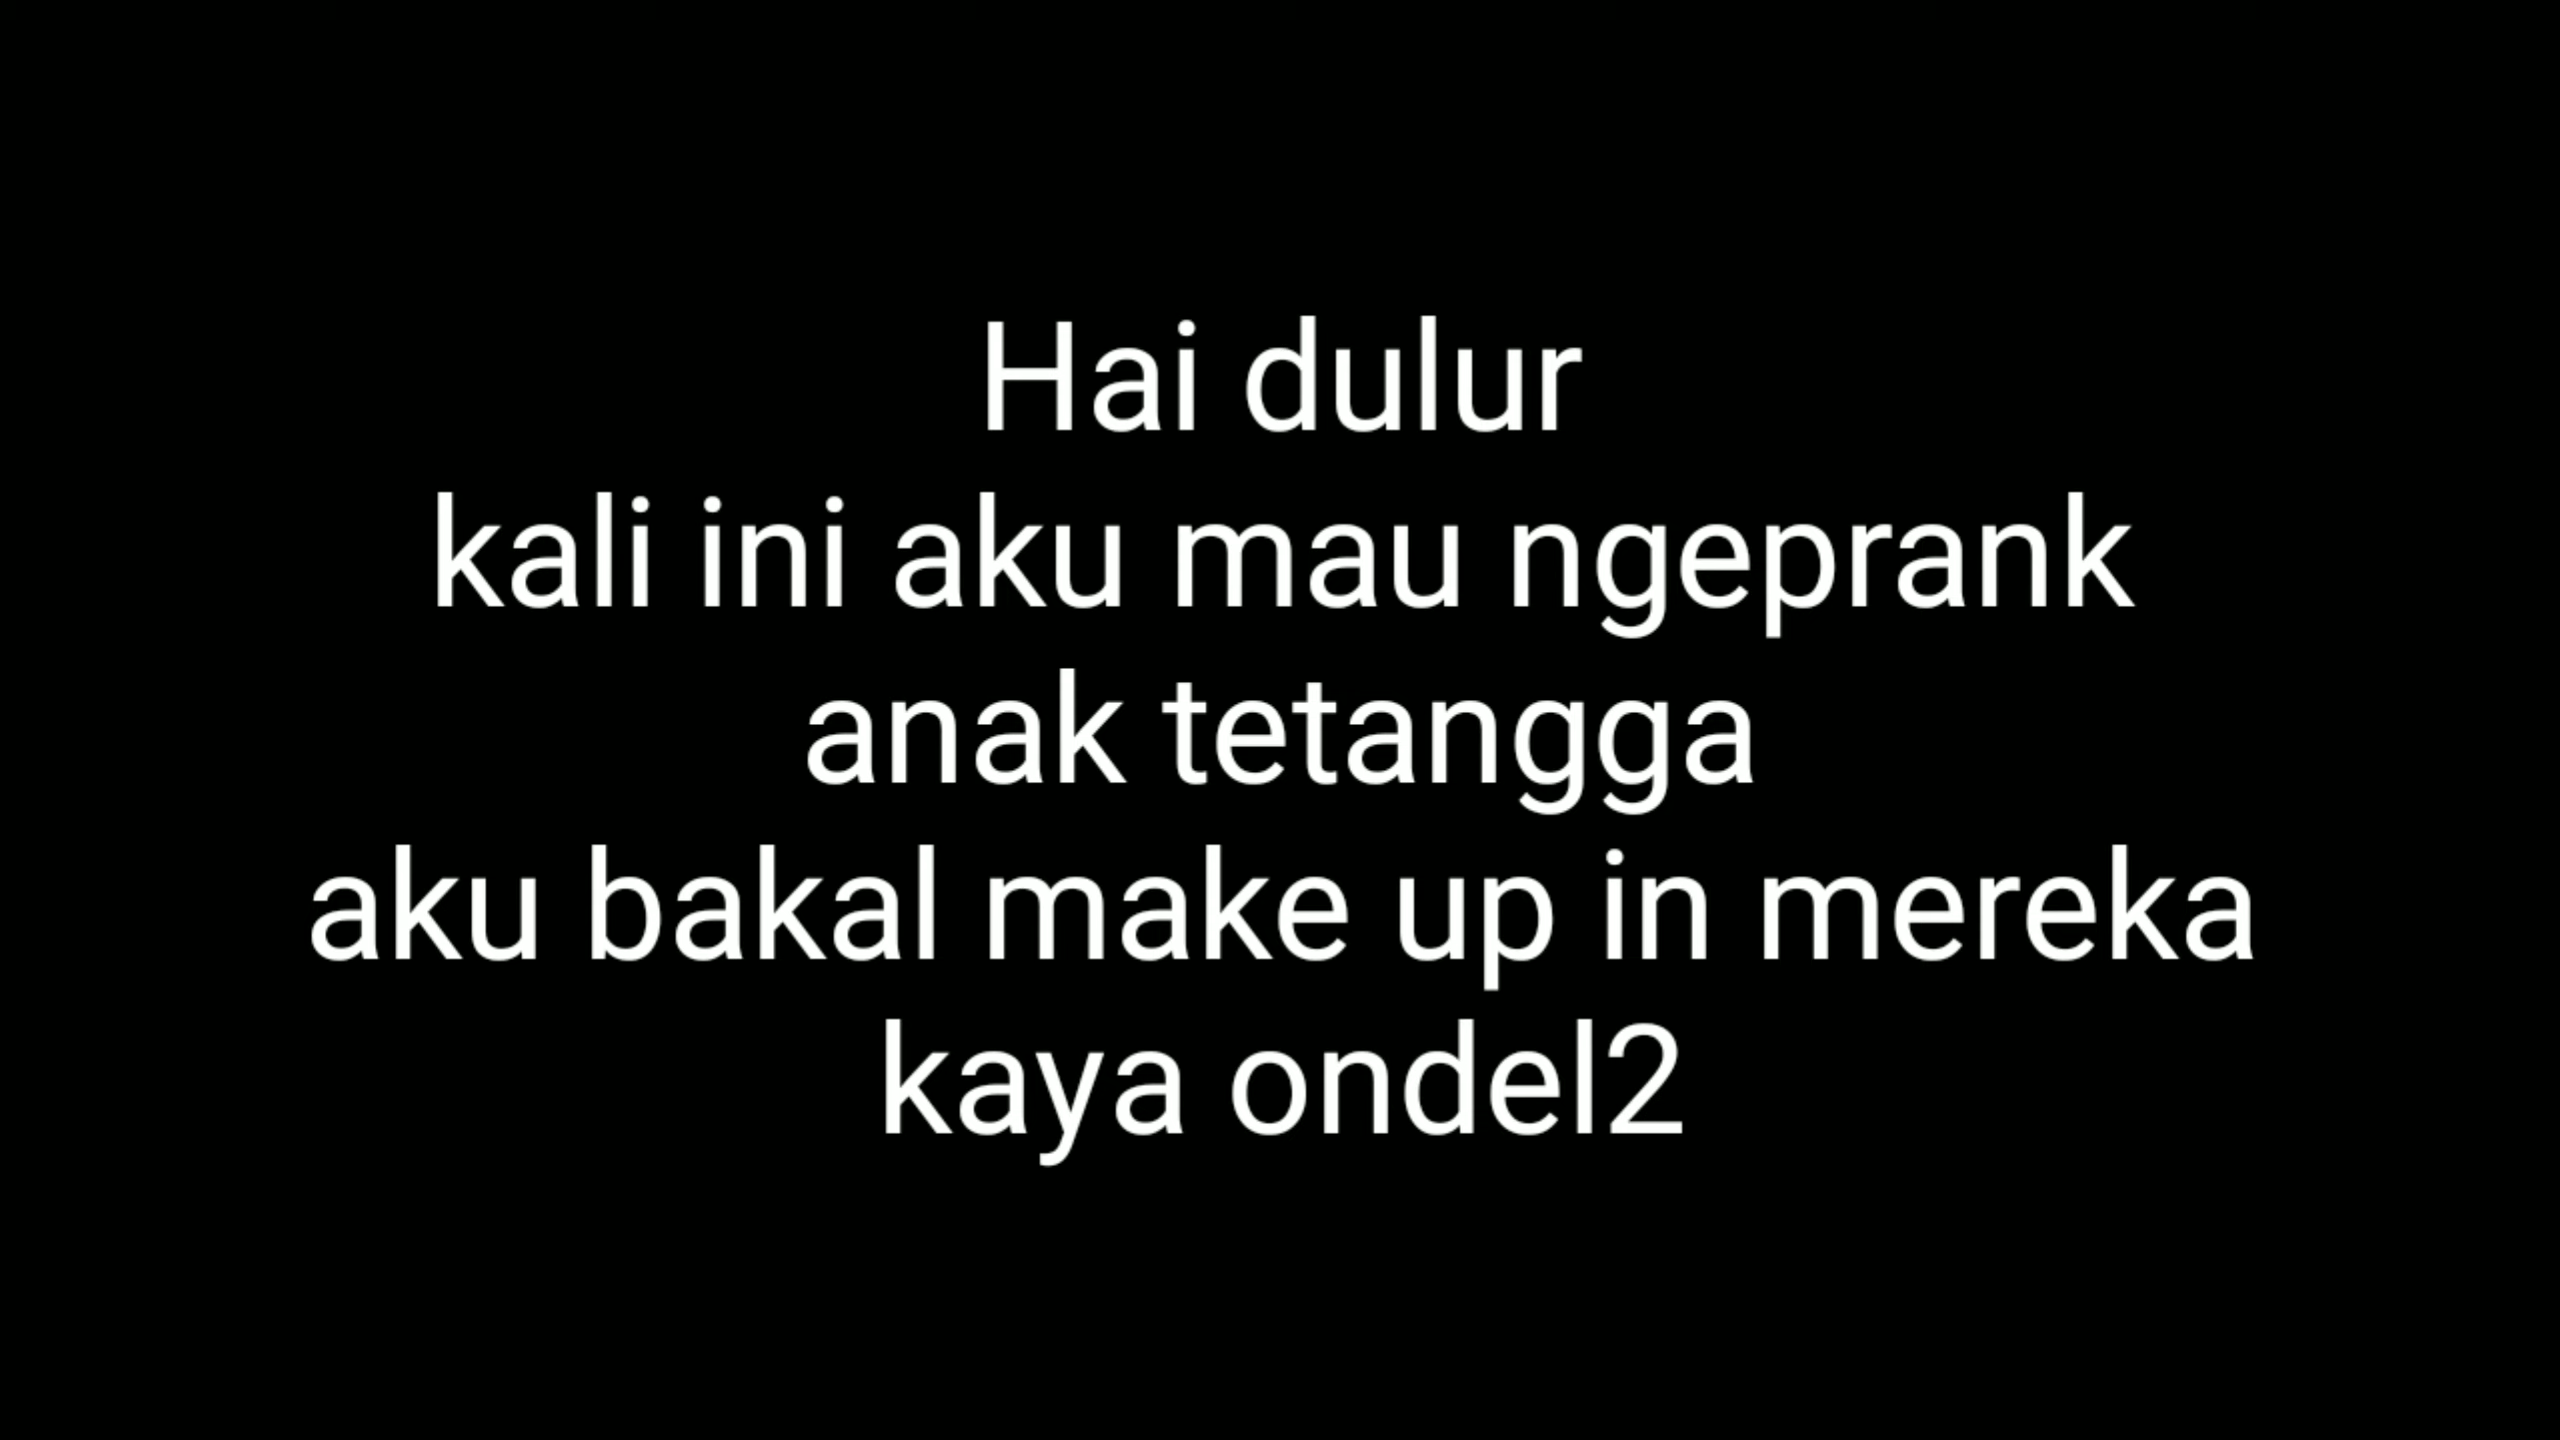 Hai dulur
kali ini aku mau ngeprank
anak tetangga
aku bakal make up in mereka
kaya ondel2